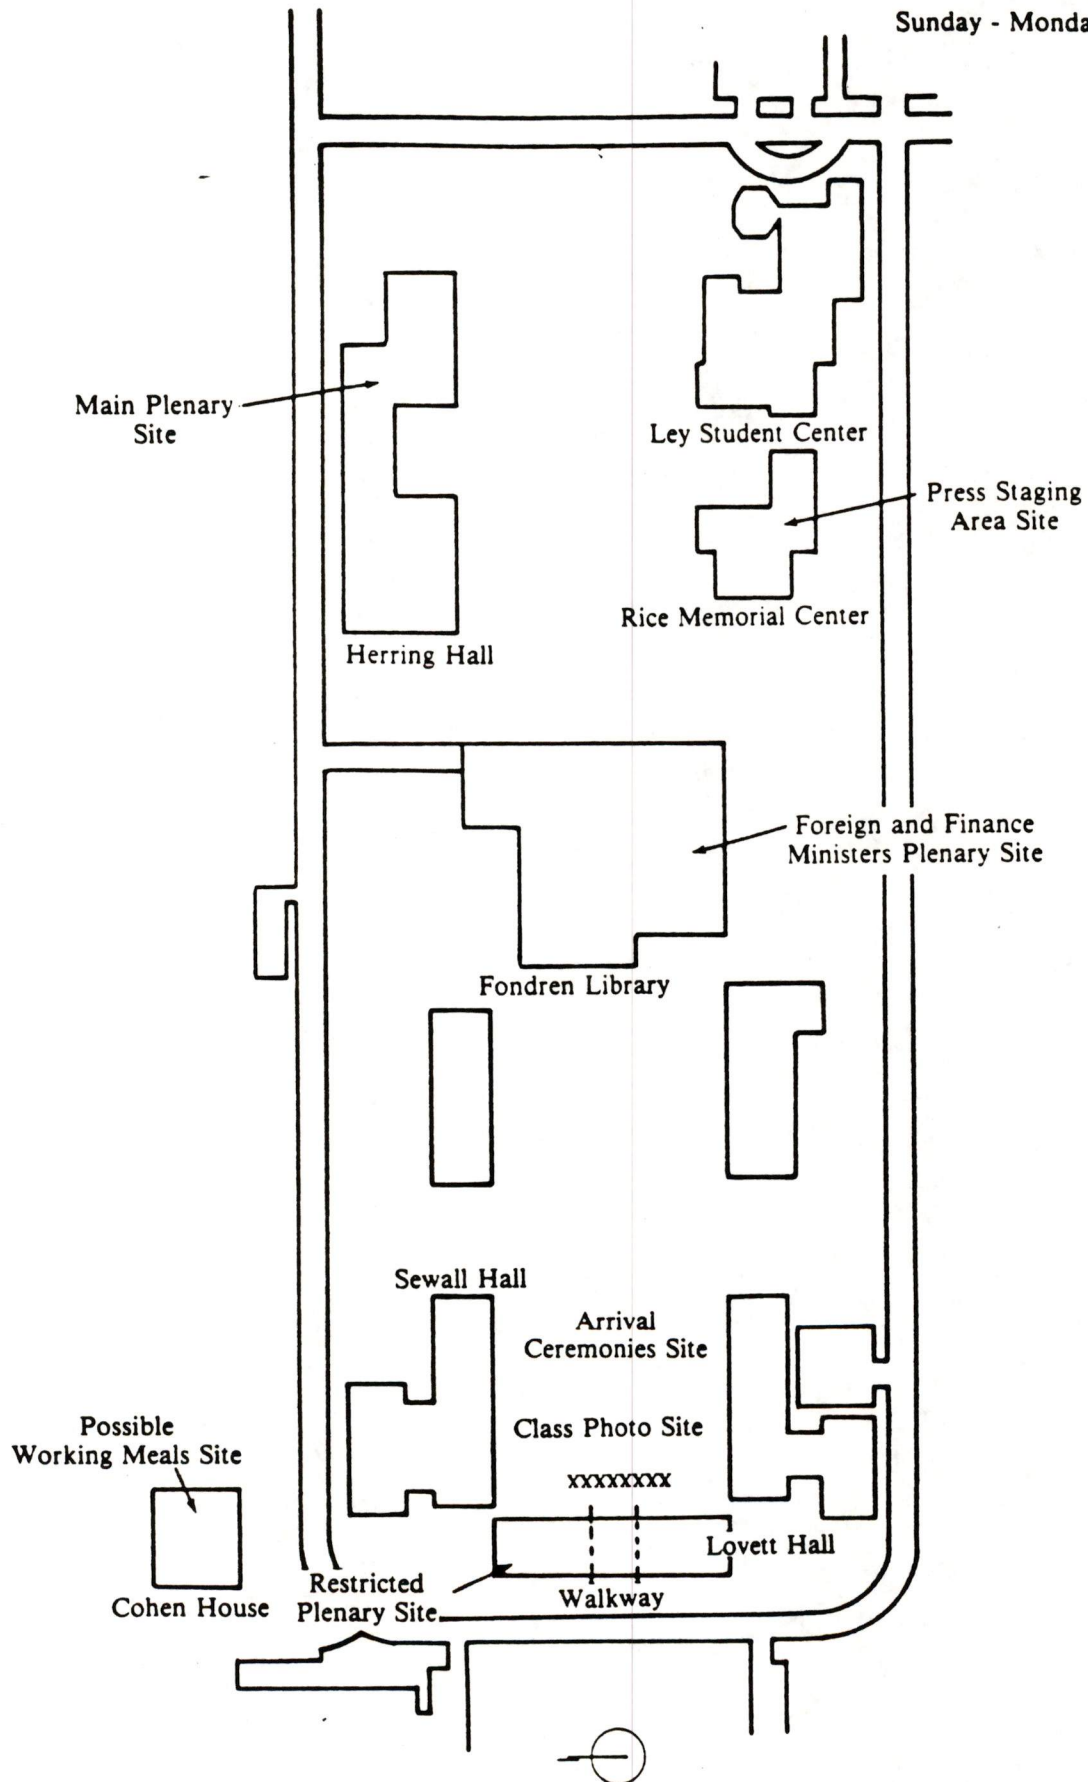 Sunday - Monda
Main Plenary
Site
Ley Student Center
Press Staging
Area Site
Rice Memorial Center
Herring Hall
Foreign and Finance
Ministers Plenary Site
Fondren Library
Sewall Hall
Arrival
Ceremonies Site
Class Photo Site
xxxxxxxx
Possible
Working Meals Site
Cohen House
Restricted
Plenary Site
Lovett Hall
Walkway